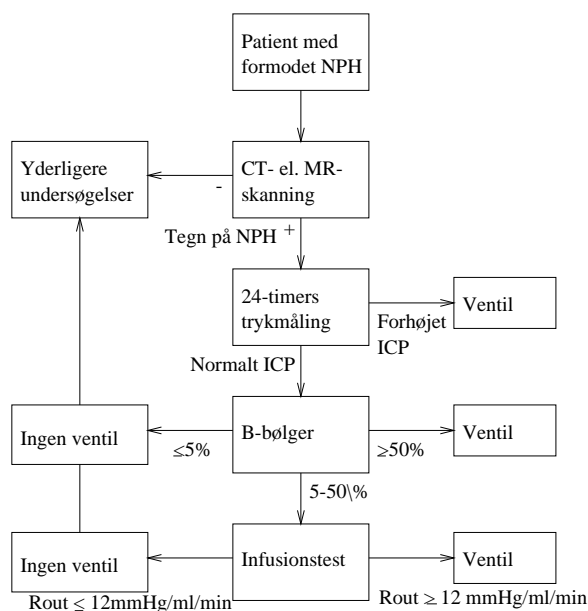 Patient med
formodet NPH
Yderligere
undersøgelser
CT- el. MR-
skanning
-
Tegn på NPH +
24-timers
trykmåling
Ventil
Forhøjet
ICP
Normalt ICP
Ingen ventil
B-bølger
Ventil
≤5%
≥50%
5-50\%
Ingen ventil
Infusionstest
Ventil
Rout ≤ 12mmHg/ml/min
Rout ≥ 12 mmHg/ml/min